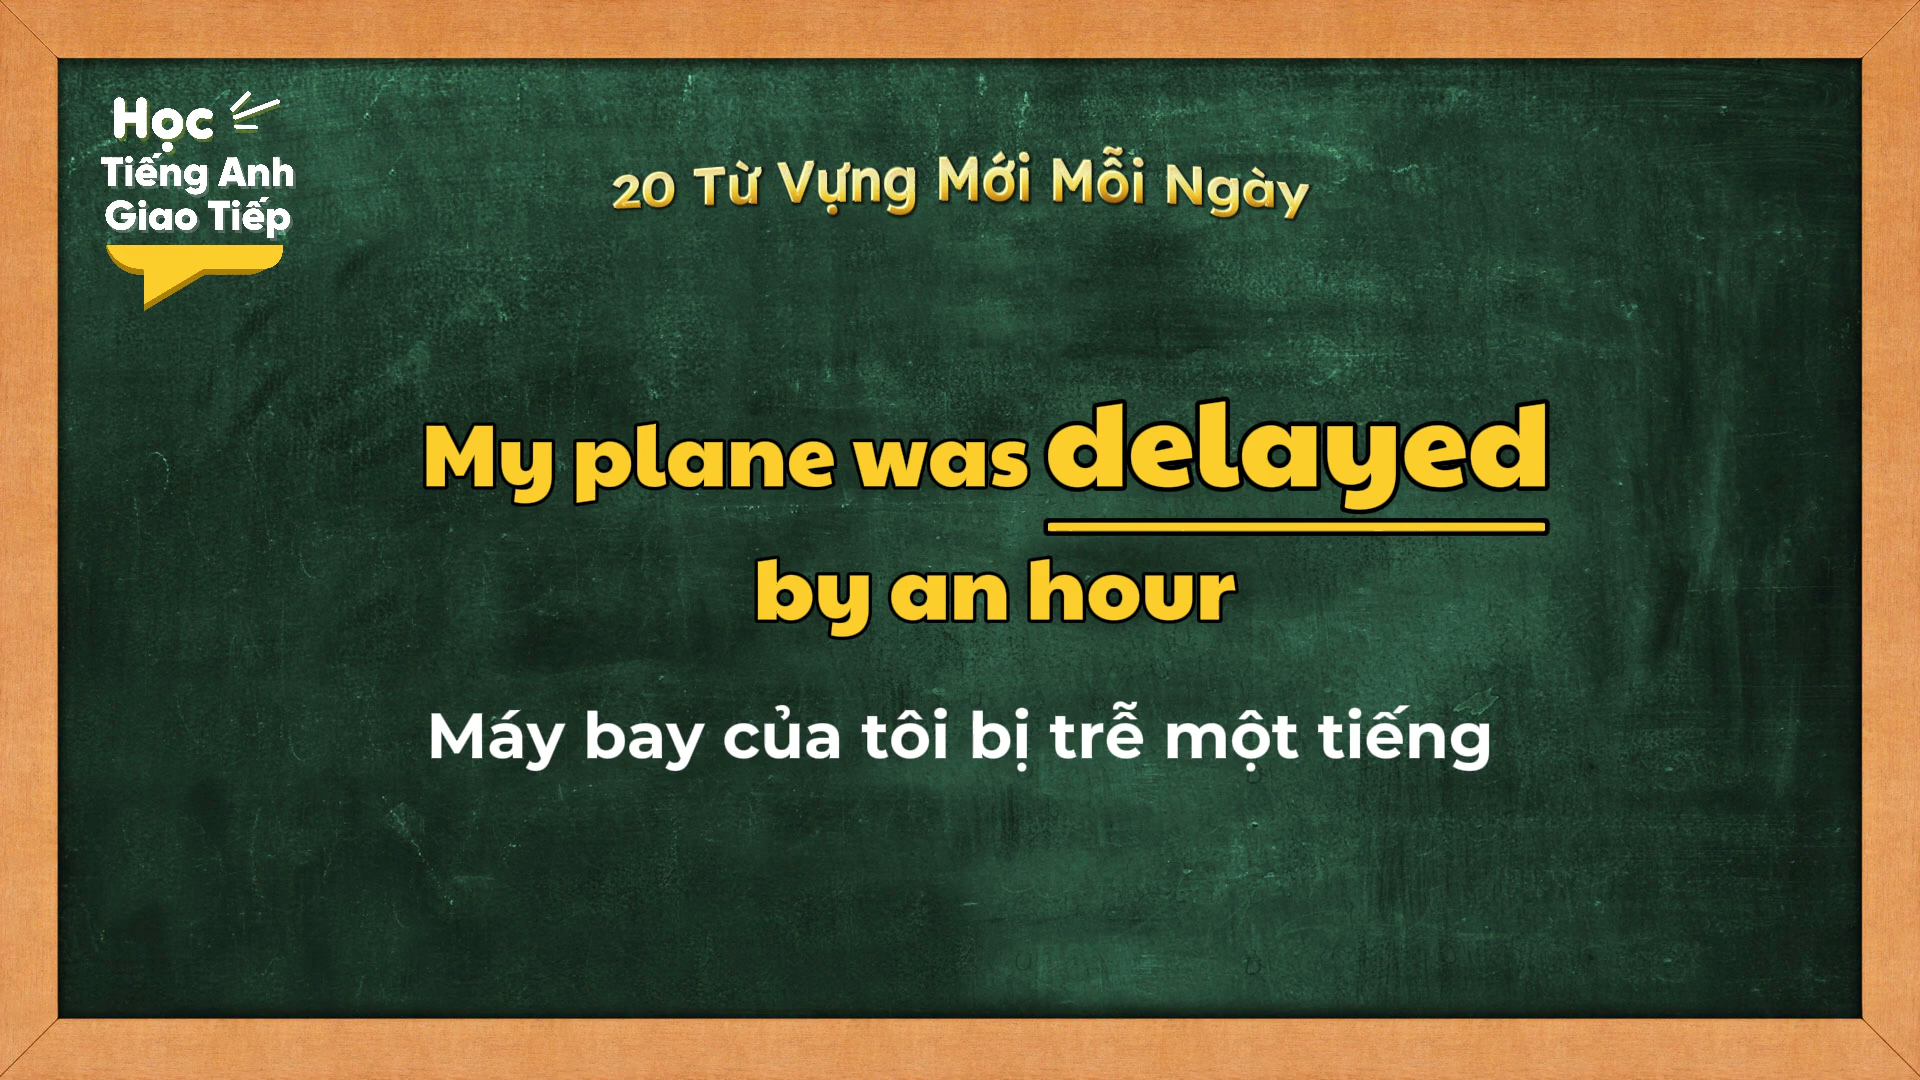 Học
Tiếng Anh
Giao Tiếp
20 Từ Vựng Mới Mỗi Ngày
My plane was delayed
by an hour
Máy bay của tôi bị trễ một tiếng